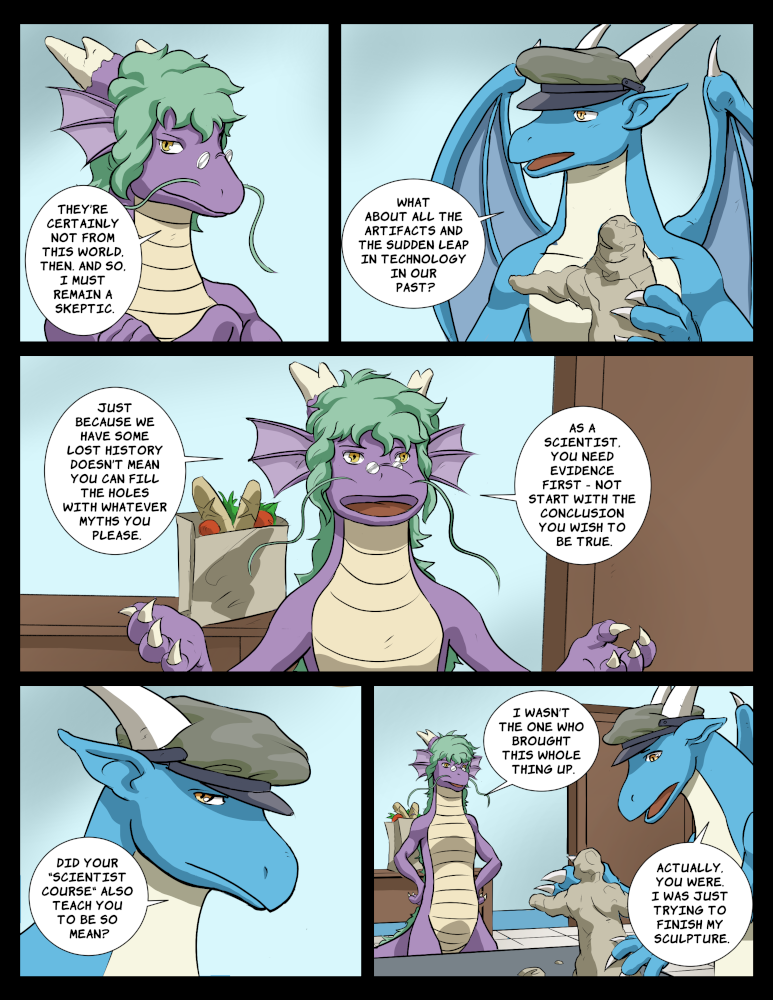 THEY'RE
CERTAINLY
NOT FROM
THIS WORLD,
THEN. AND SO,
I MUST
REMAIN A
SKEPTIC.
WHAT
ABOUT ALL THE
ARTIFACTS AND
THE SUDDEN LEAP
IN TECHNOLOGY
IN OUR
PAST?
JUST
BECAUSE WE
HAVE SOME
LOST HISTORY
DOESN'T MEAN
YOU CAN FILL
THE HOLES
WITH WHATEVER
MYTHS YOU
PLEASE.
AS A
SCIENTIST,
YOU NEED
EVIDENCE
FIRST - NOT
START WITH THE
CONCLUSION
YOU WISH TO
BE TRUE.
DID YOUR
"SCIENTIST
COURSE" ALSO
TEACH YOU
TO BE SO
MEAN?
I WASN'T
THE ONE WHO
BROUGHT
THIS WHOLE
THING UP.
ACTUALLY,
YOU WERE.
I WAS JUST
TRYING TO
FINISH MY
SCULPTURE.